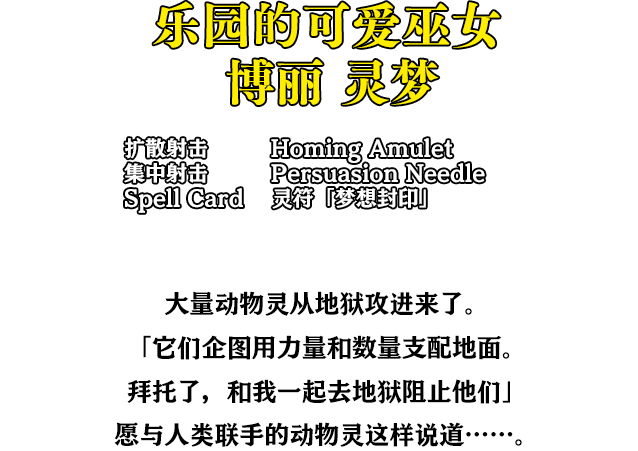 乐园的可爱巫女
博丽 灵梦
扩散射击 Homing Amulet
集中射击 Persuasion Needle
Spell Card 灵符「梦想封印」
大量动物灵从地狱攻进来了。
「它们企图用力量和数量支配地面。
拜托了，和我一起去地狱阻止他们」
愿与人类联手的动物灵这样说道……。